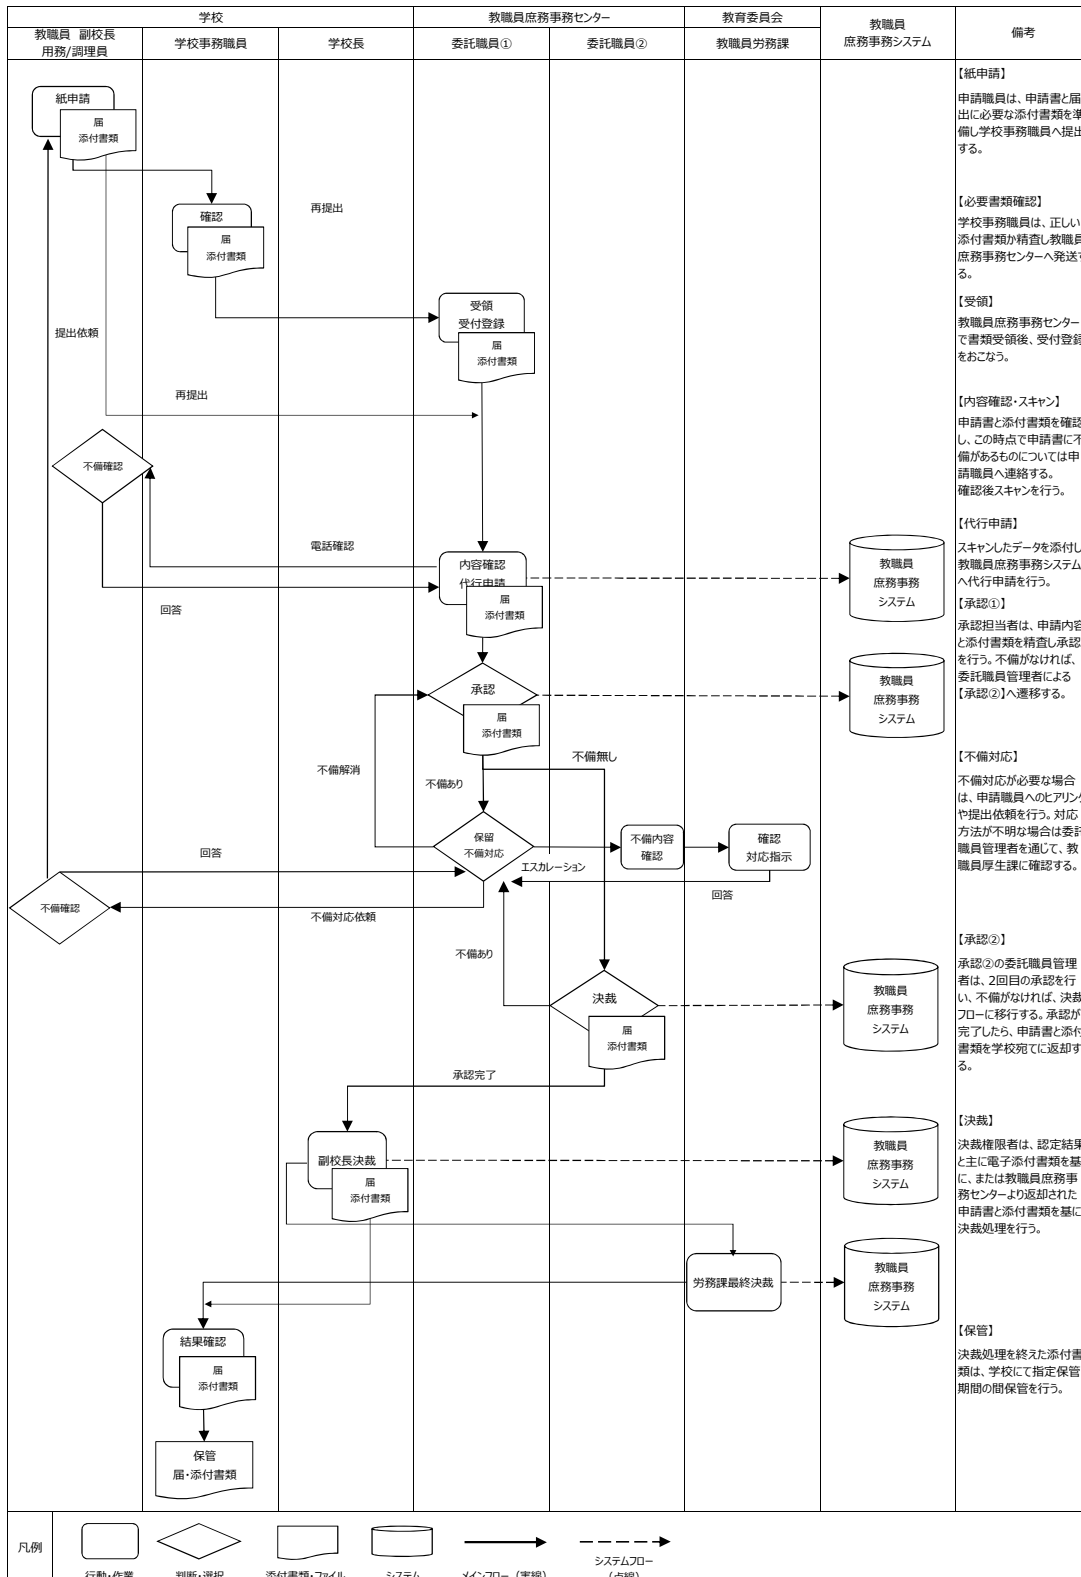 学校
教職員庶務事務センター
教育委員会
教職員
庶務事務システム
備考
教職員 副校長
用務/調理員
学校事務職員
学校長
委託職員①
委託職員②
教職員労務課
紙申請
届
添付書類
確認
届
添付書類
再提出
受領
受付登録
届
添付書類
提出依頼
再提出
不備確認
電話確認
内容確認
代行申請
届
添付書類
教職員
庶務事務
システム
回答
承認
届
添付書類
教職員
庶務事務
システム
不備解消
不備あり
不備無し
保留
不備対応
不備内容
確認
確認
対応指示
エスカレーション
回答
回答
不備確認
不備対応依頼
不備あり
決裁
届
添付書類
教職員
庶務事務
システム
承認完了
副校長決裁
届
添付書類
教職員
庶務事務
システム
労務課最終決裁
教職員
庶務事務
システム
結果確認
届
添付書類
保管
届・添付書類
【紙申請】
申請職員は、申請書と届
出に必要な添付書類を準
備し学校事務職員へ提出
する。
【必要書類確認】
学校事務職員は、正しい
添付書類か精査し教職員
庶務事務センターへ発送す
る。
【受領】
教職員庶務事務センター
で書類受領後、受付登録
をおこなう。
【内容確認・スキャン】
申請書と添付書類を確認
し、この時点で申請書に不
備があるものについては申
請職員へ連絡する。
確認後スキャンを行う。
【代行申請】
スキャンしたデータを添付し
教職員庶務事務システム
へ代行申請を行う。
【承認①】
承認担当者は、申請内容
と添付書類を精査し承認
を行う。不備がなければ、
委託職員管理者による
【承認②】へ遷移する。
【不備対応】
不備対応が必要な場合
は、申請職員へのヒアリング
や提出依頼を行う。対応
方法が不明な場合は委託
職員管理者を通じて、教
職員厚生課に確認する。
【承認②】
承認②の委託職員管理
者は、2回目の承認を行
い、不備がなければ、決裁
フローに移行する。承認が
完了したら、申請書と添付
書類を学校宛てに返却す
る。
【決裁】
決裁権限者は、認定結果
と主に電子添付書類を基
に、または教職員庶務事
務センターより返却された
申請書と添付書類を基に
決裁処理を行う。
【保管】
決裁処理を終えた添付書
類は、学校にて指定保管
期間の間保管を行う。
凡例
行動・作業
判断・選択
添付書類・ファイル
システム
メインフロー（実線）
システムフロー
（点線）